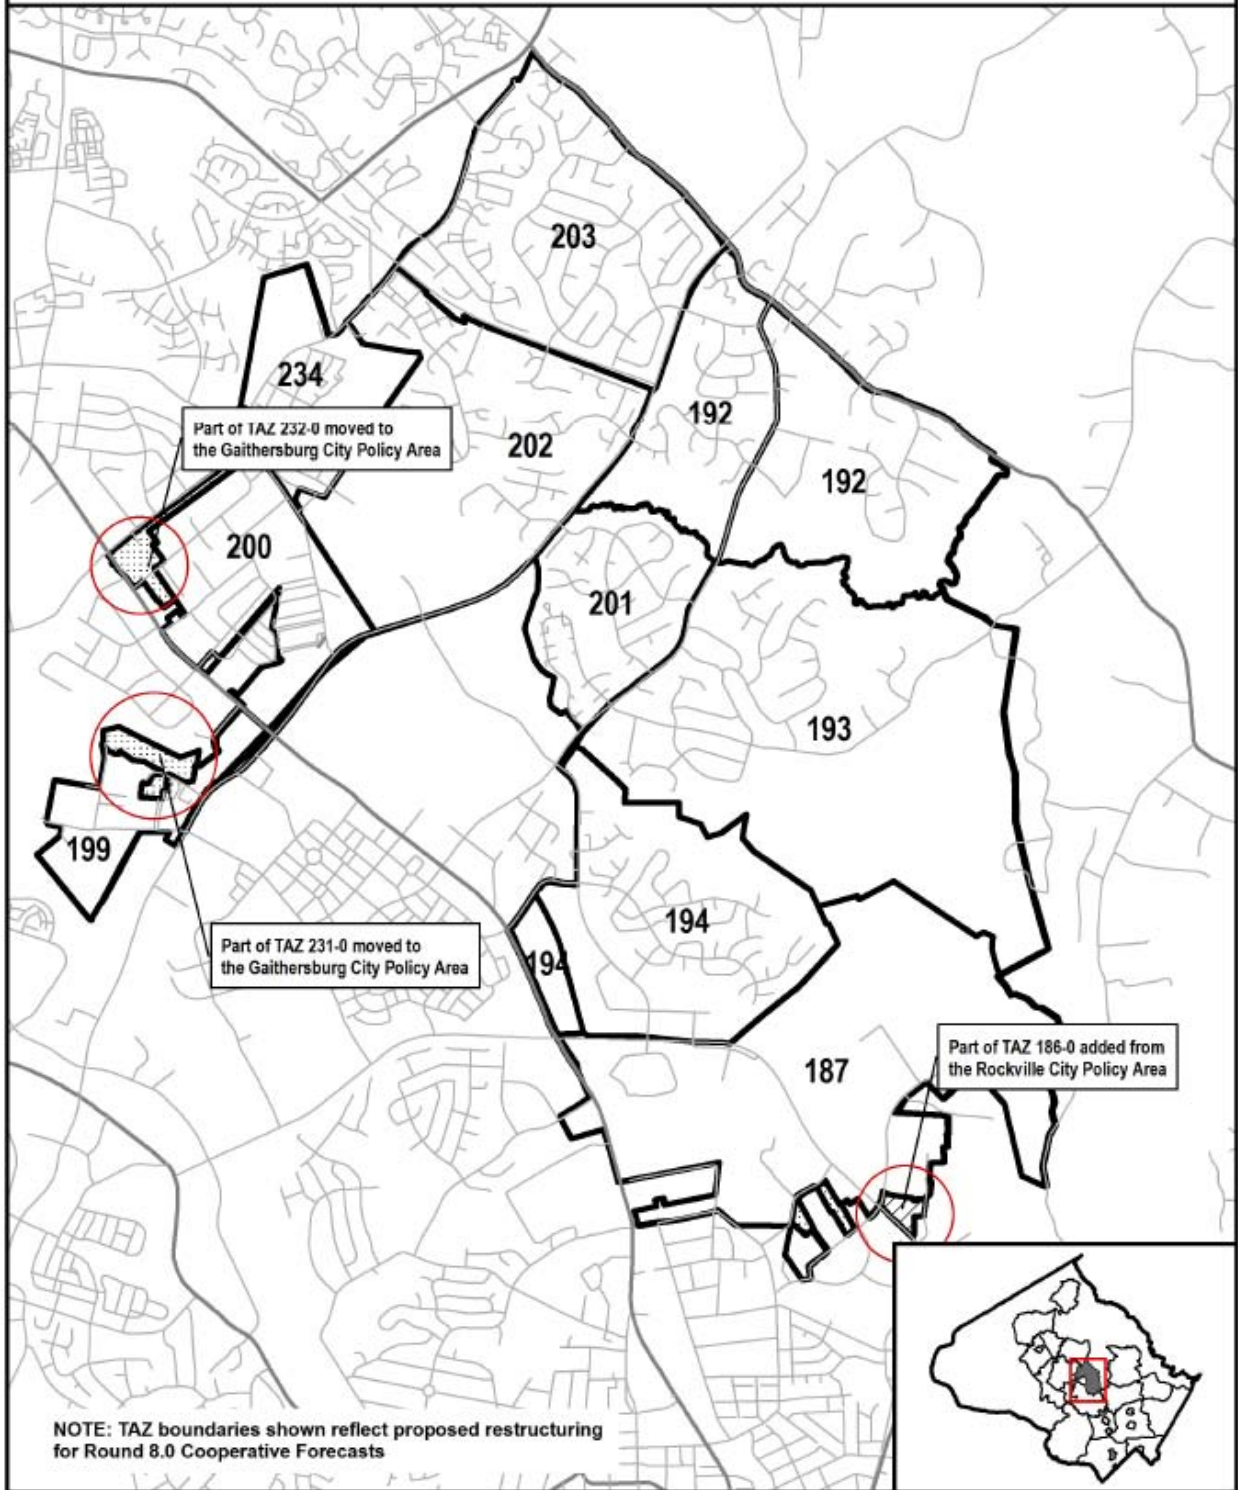 203
234
192
Part of TAZ 232-0 moved to
the Gaithersburg City Policy Area
202
192
200
201
193
199
194
Part of TAZ 231-0 moved to
the Gaithersburg City Policy Area
194
Part of TAZ 186-0 added from
the Rockville City Policy Area
187
NOTE: TAZ boundaries shown reflect proposed restructuring
for Round 8.0 Cooperative Forecasts